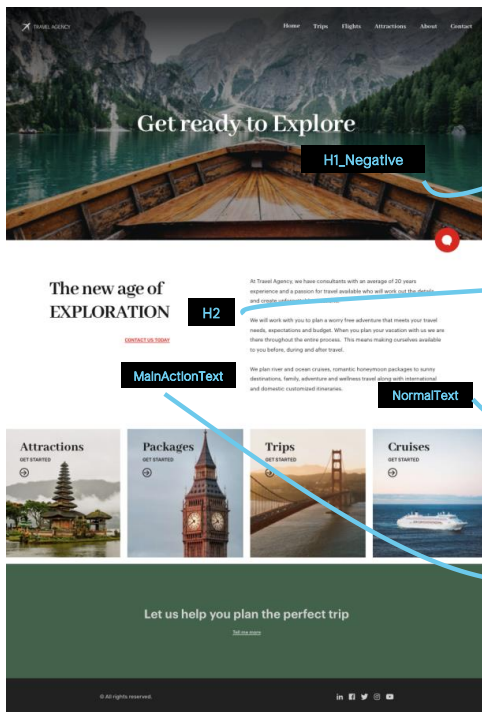 TRAVEL AGENCY
Home Trips Flights Attractions About Contact
Get ready to Explore
H1_Negative
The new age of
EXPLORATION
H2
CONTACT US TODAY
At Travel Agency, we have consultants with an average of 20 years
experience and a passion for travel available who will work out the details
and create
We will work with you to plan a worry free adventure that meets your travel
needs, expectations and budget. When you plan your vacation with us we are
there throughout the entire process. This means making ourselves available
to you before, during and after travel.
MainActionText
We plan river and ocean cruises, romantic honeymoon packages to sunny
destinations, family, adventure and wellness travel along with international
and domestic customized itineraries.
NormalText
Attractions
GET STARTED
Packages
GET STARTED
Trips
GET STARTED
Cruises
GET STARTED
Let us help you plan the perfect trip
Tell me more
© All rights reserved.